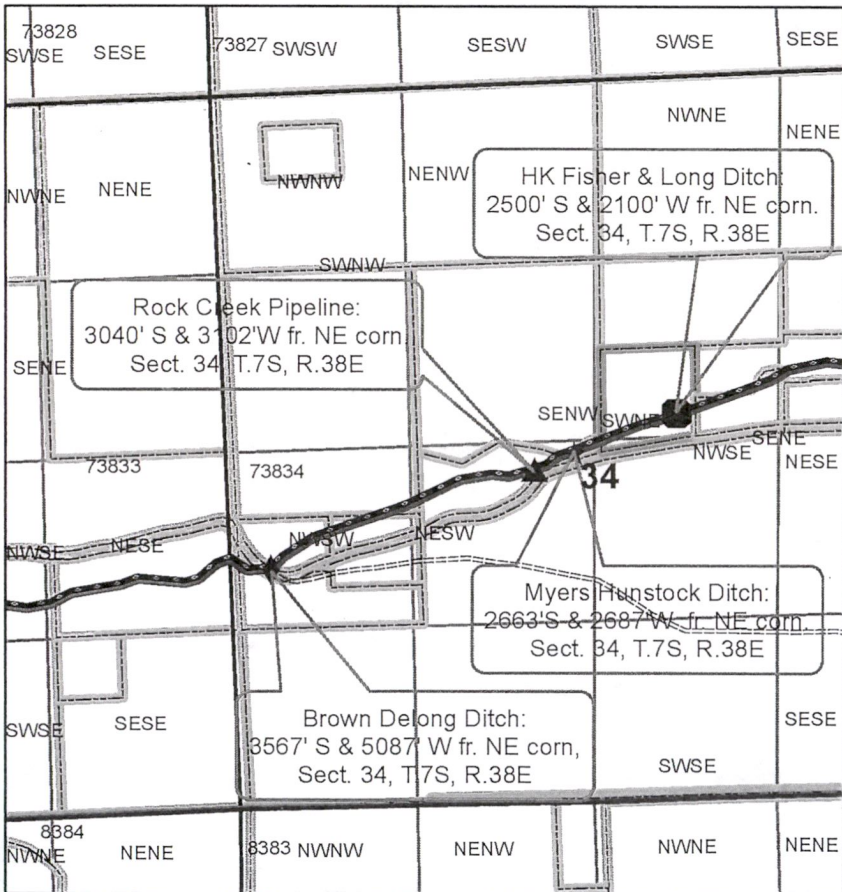 73828
SWSE SESE 73827 SWSW SESW SWSE SESE
NWNE
NENE
NWNE NENE NWNW NENW
HK Fisher & Long Ditch:
2500' S & 2100' W fr. NE corn.
Sect. 34, T.7S, R.38E
SWNW
Rock Creek Pipeline:
3040' S & 3102'W fr. NE corn.
Sect. 34, T.7S, R.38E
SENE
SENW SWNE
NWSE SENE
73833 73834 34 NESE
NWSE NESE NWSW NESW
Myers Hunstock Ditch:
2663'S & 2687'W fr. NE corn.
Sect. 34, T.7S, R.38E
Brown Delong Ditch:
3567' S & 5087' W fr. NE corn,
Sect. 34, T.7S, R.38E
SWSE SESE SESE
SWSE
8384
NWNE NENE 8383 NWNW NENW NWNE NENE